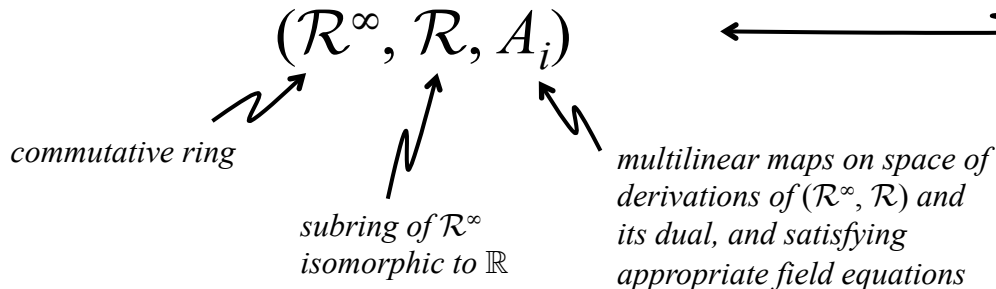 (ℛ^∞, ℛ, A_i)
commutative ring
subring of ℛ^∞
isomorphic to ℝ
multilinear maps on space of
derivations of (ℛ^∞, ℛ) and
its dual, and satisfying
appropriate field equations